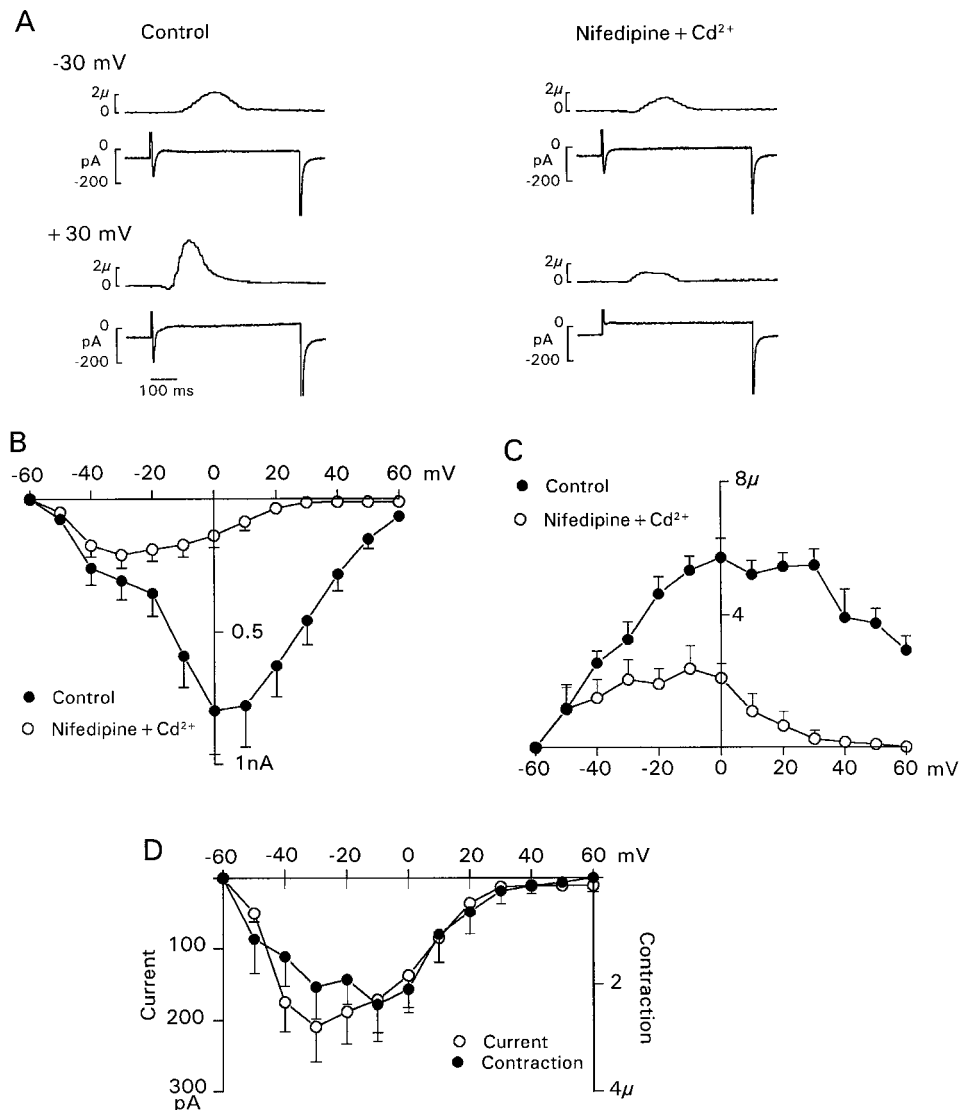 A
Control
Nifedipine + Cd²⁺
-30 mV
2μ
0
2μ
0
0
pA
-200
0
pA
-200
+30 mV
2μ
0
2μ
0
0
pA
-200
0
pA
-200
100 ms
B
-60 -40 -20 0 20 40 60 mV
0.5
1nA
Control
Nifedipine + Cd²⁺
C
8μ
4
Control
Nifedipine + Cd²⁺
-60 -40 -20 0 20 40 60 mV
D
-60 -40 -20 0 20 40 60 mV
100
200
300
pA
Current
2
4μ
Contraction
Current
Contraction